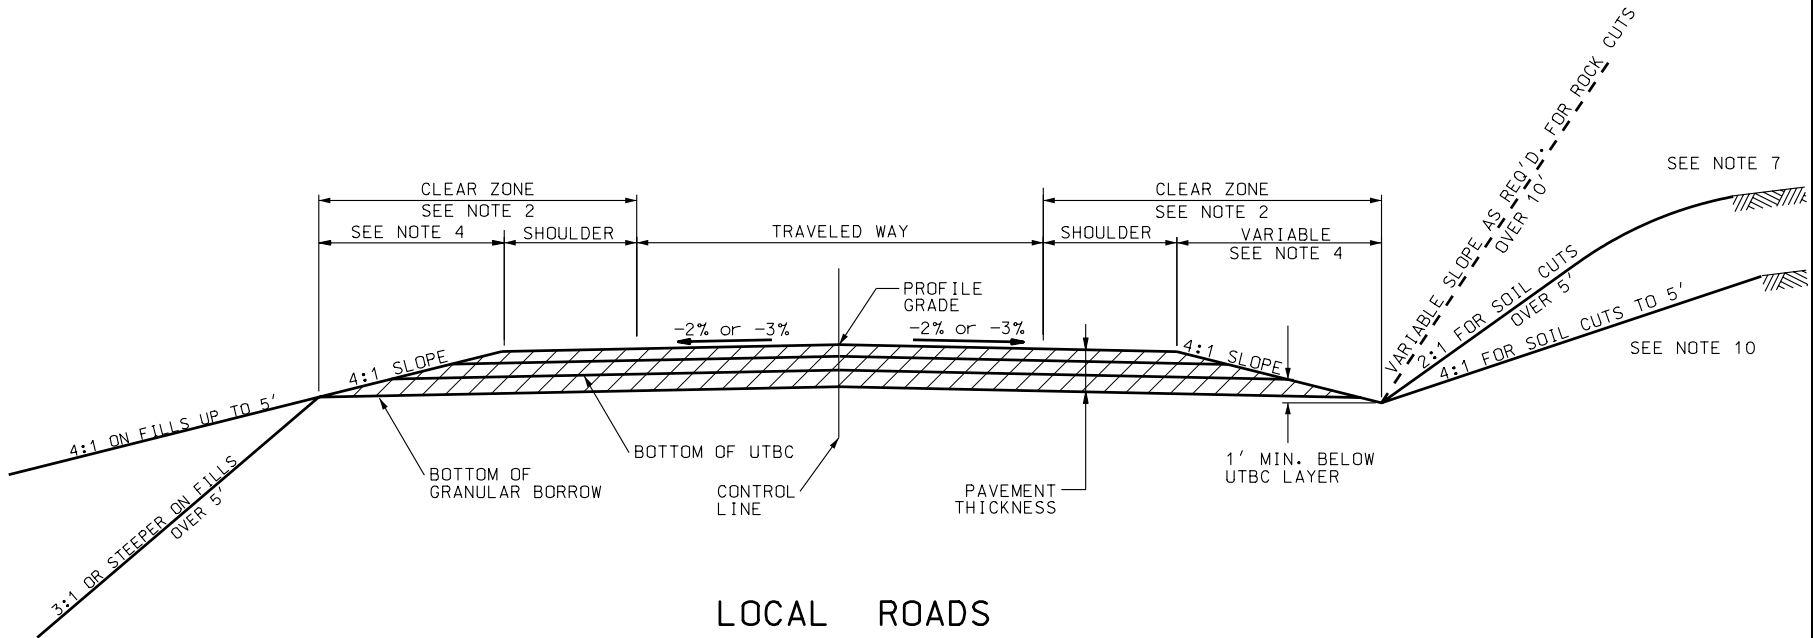 VARIABLE SLOPE AS REQ'D. FOR ROCK CUTS
OVER 10'
SEE NOTE 7
CLEAR ZONE
SEE NOTE 2
CLEAR ZONE
SEE NOTE 2
SEE NOTE 4
SHOULDER
TRAVELED WAY
SHOULDER
VARIABLE
SEE NOTE 4
2:1 FOR SOIL CUTS
OVER 5'
4:1 FOR SOIL CUTS TO 5'
SEE NOTE 10
PROFILE
GRADE
-2% or -3%
-2% or -3%
4:1 SLOPE
4:1 SLOPE
4:1 ON FILLS UP TO 5'
3:1 OR STEEPER ON FILLS
OVER 5'
BOTTOM OF
GRANULAR BORROW
BOTTOM OF UTBC
CONTROL
LINE
PAVEMENT
THICKNESS
1' MIN. BELOW
UTBC LAYER
LOCAL ROADS